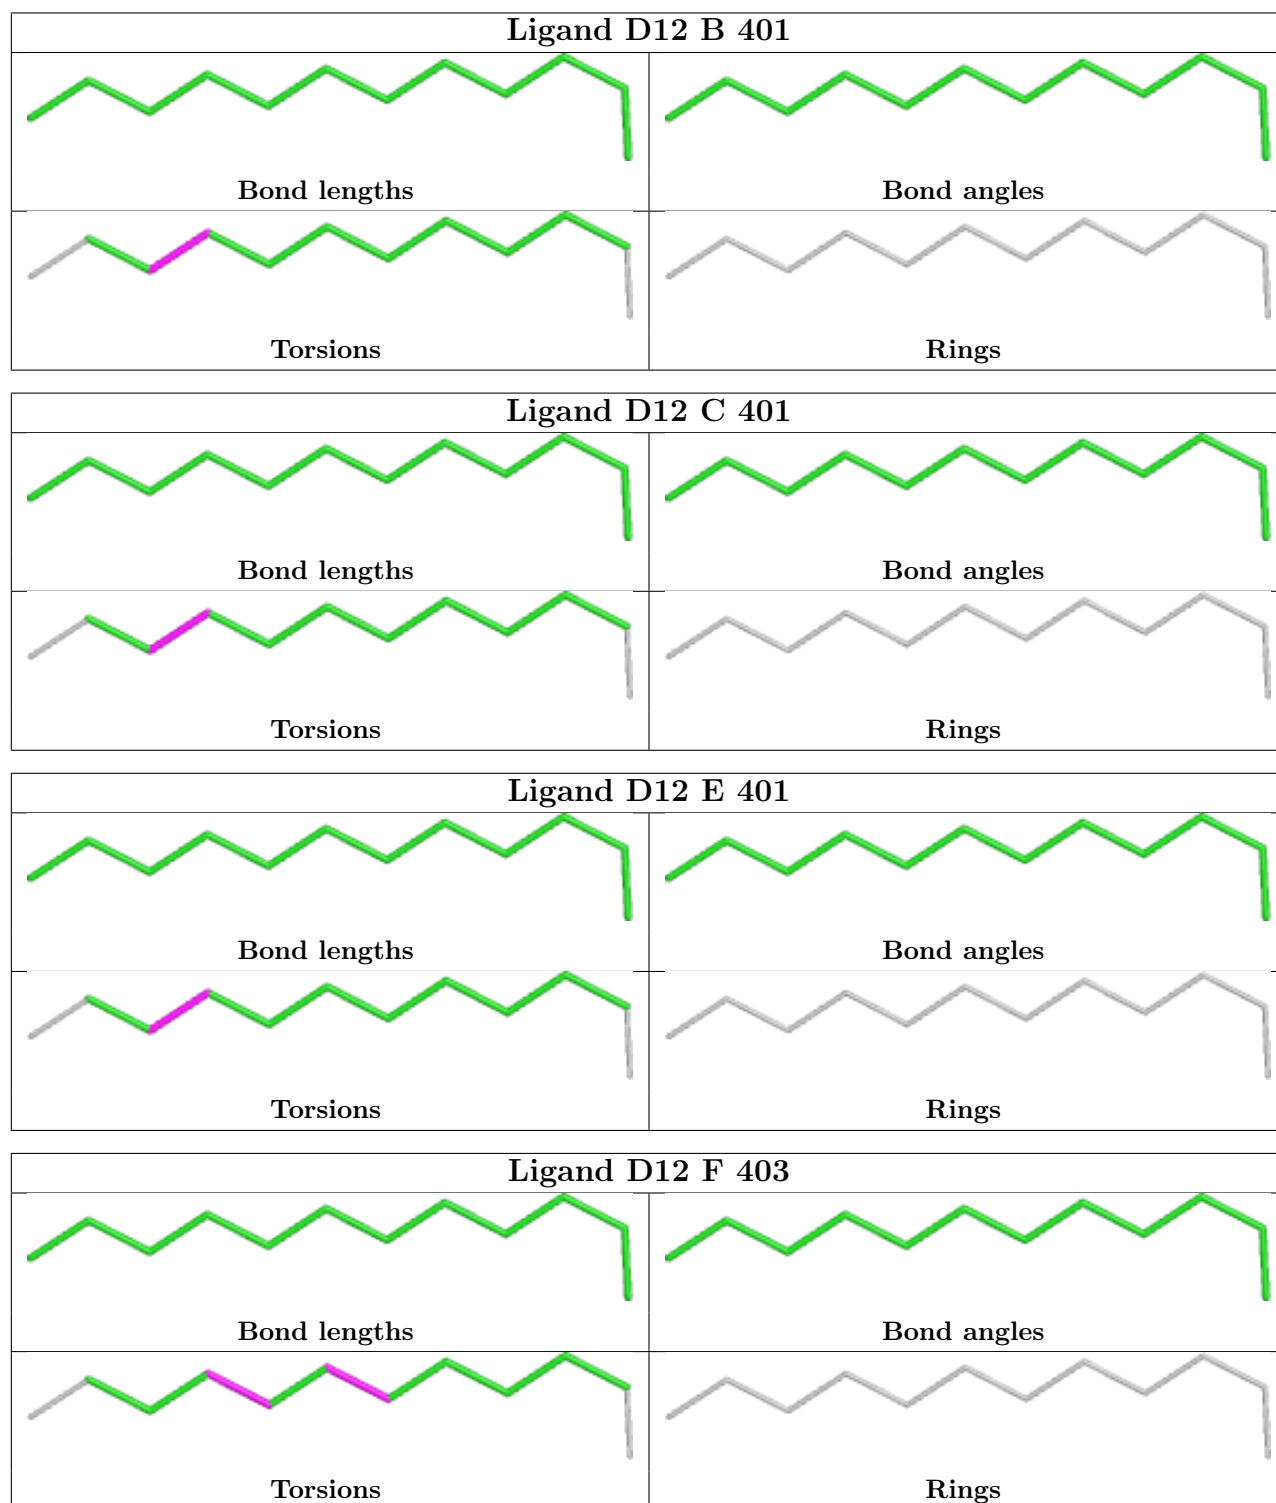 Ligand D12 B 401
Bond lengths
Bond angles
Torsions
Rings
Ligand D12 C 401
Bond lengths
Bond angles
Torsions
Rings
Ligand D12 E 401
Bond lengths
Bond angles
Torsions
Rings
Ligand D12 F 403
Bond lengths
Bond angles
Torsions
Rings